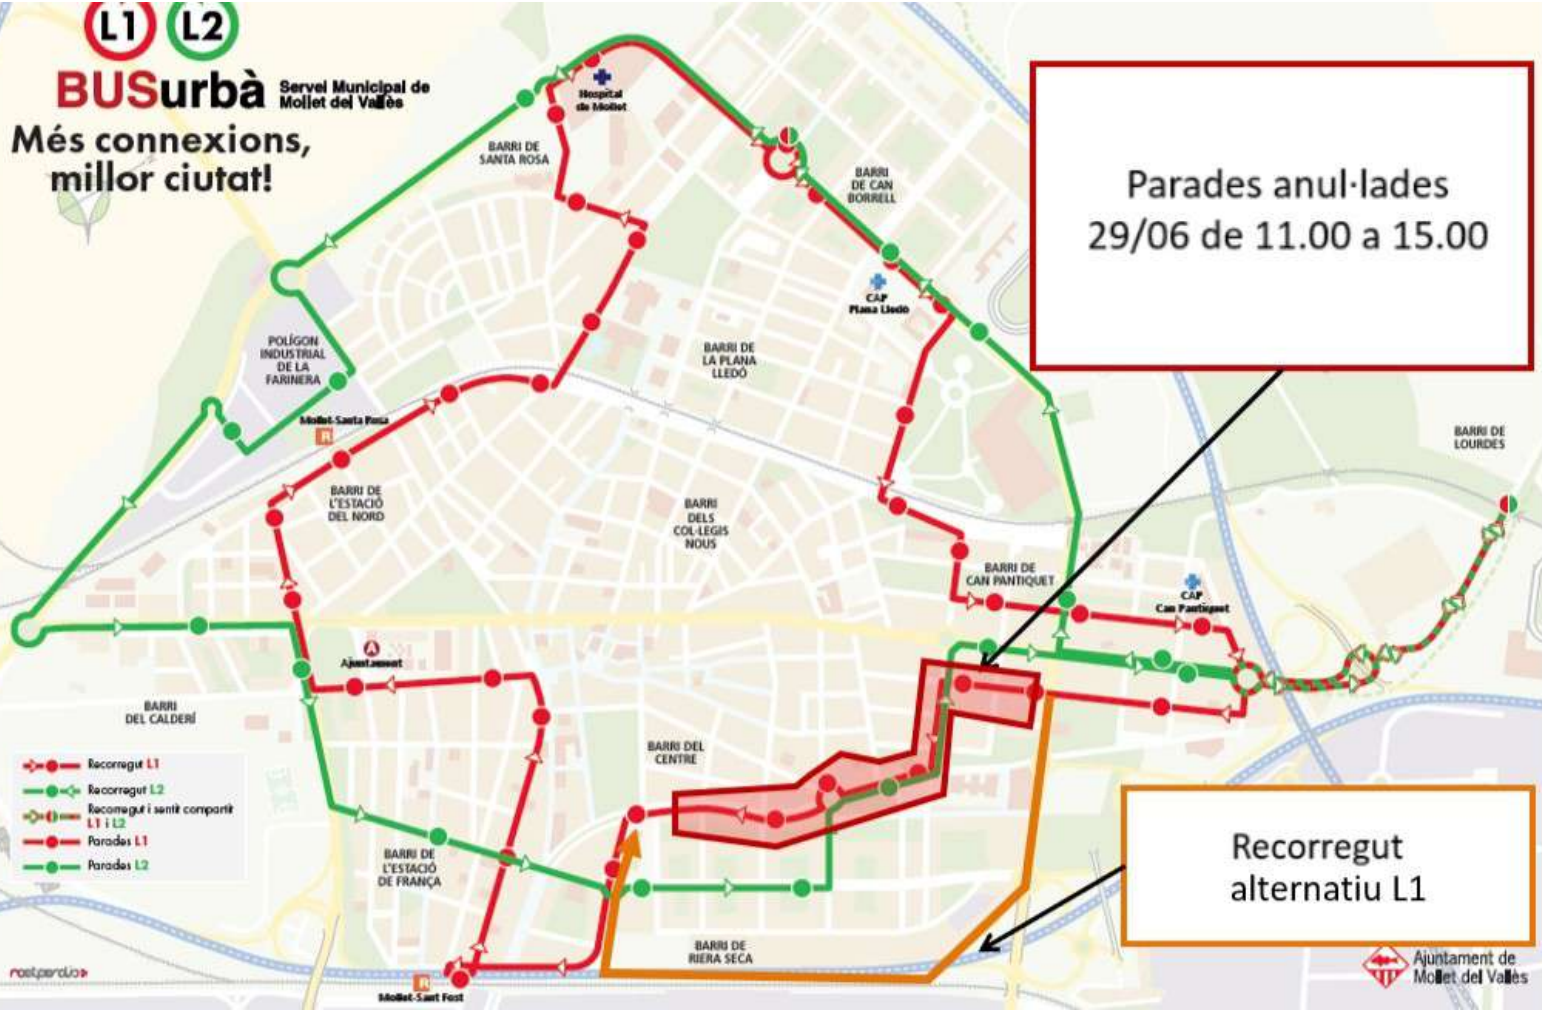 L1 L2
BUSurbà
Servei Municipal de
Mollet del Vallès
Més connexions,
millor ciutat!
Hospital
de Mollet
BARRI DE
SANTA ROSA
BARRI
DE CAN
BORRELL
Parades anul·lades
29/06 de 11.00 a 15.00
CAP
Plana Lledó
POLÍGON
INDUSTRIAL
DE LA
FARINERA
BARRI DE
LA PLANA
LLEDÓ
Mollet-Santa Rosa
R
BARRI DE
LOURDES
BARRI DE
L'ESTACIÓ
DEL NORD
BARRI
DELS
COL·LEGIS
NOUS
BARRI DE
CAN PANTIQUET
CAP
Can Pantiquet
A
Ajuntament
BARRI
DEL CALDERÍ
BARRI DEL
CENTRE
Recorregut L1
Recorregut L2
Recorregut i sentit compartit
L1 i L2
Parades L1
Parades L2
BARRI DE
L'ESTACIÓ
DE FRANÇA
Recorregut
alternatiu L1
BARRI DE
RIERA SECA
R
Mollet-Sant Fost
Ajuntament de
Mollet del Vallès